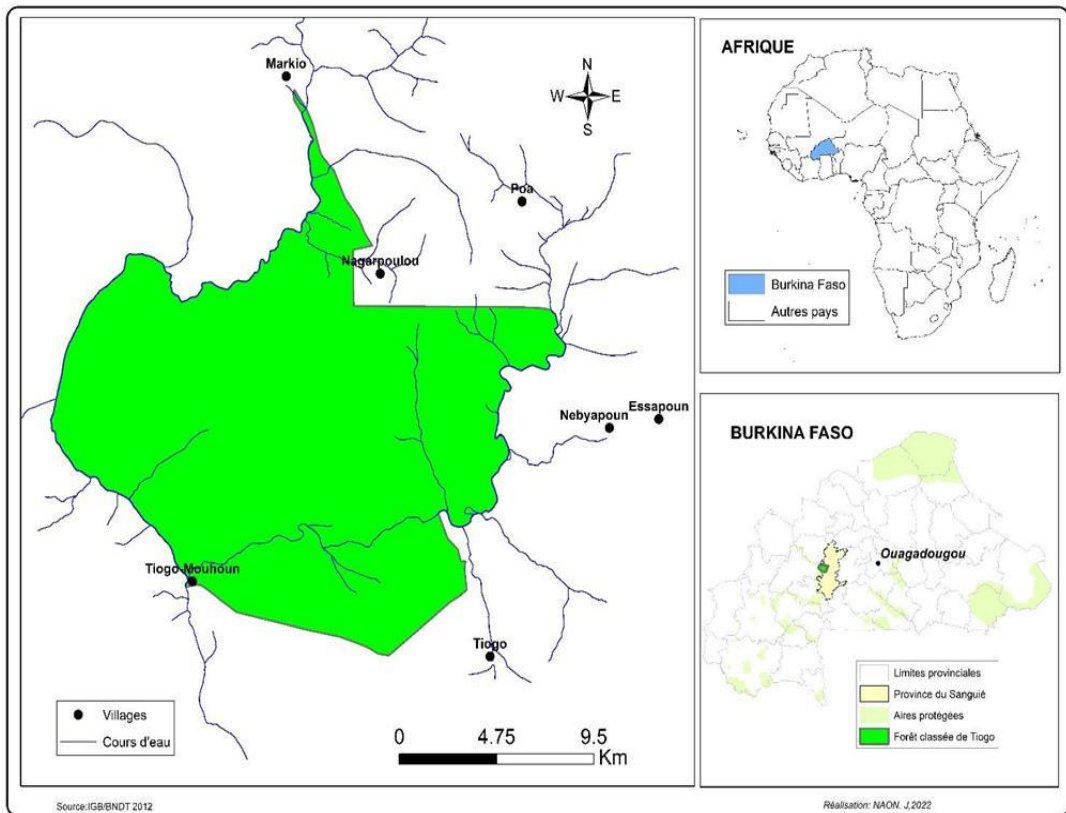 Markio
N
W E
S
Poa
Nagarpoulou
Nebyapoun
Essapoun
Tiogo Mouhoun
Tiogo
Villages
Cours d'eau
0 4.75 9.5
Km
AFRIQUE
Burkina Faso
Autres pays
BURKINA FASO
Ouagadougou
Limites provinciales
Province du Sanguié
Aires protégées
Forêt classée de Tiogo
Source:IGB/BNDT 2012
Réalisation: NAON. J,2022